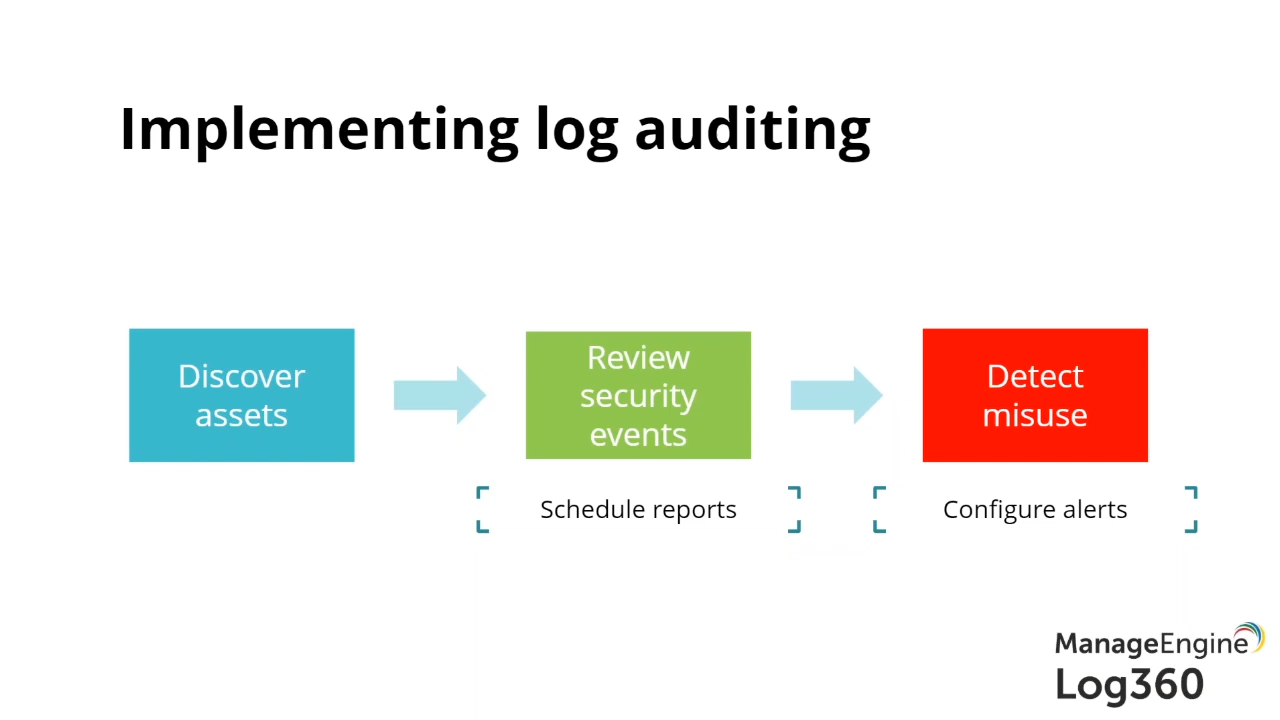 Implementing log auditing
Discover
assets
Review
security
events
Detect
misuse
Schedule reports
Configure alerts
ManageEngine
Log360